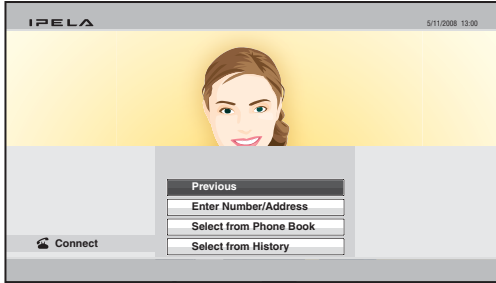 IPELA
5/11/2008 13:00
Previous
Enter Number/Address
Select from Phone Book
Connect
Select from History